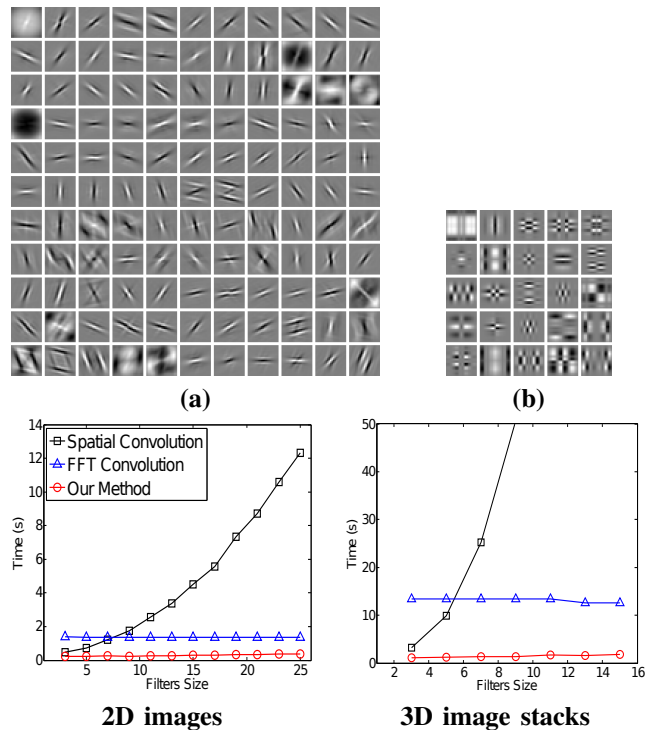 (a) (b)
14
12
10
8
6
4
2
0
Time (s)
Spatial Convolution
FFT Convolution
Our Method
5 10 15 20 25
Filters Size
2D images
50
40
30
20
10
0
Time (s)
2 4 6 8 10 12 14 16
Filters Size
3D image stacks